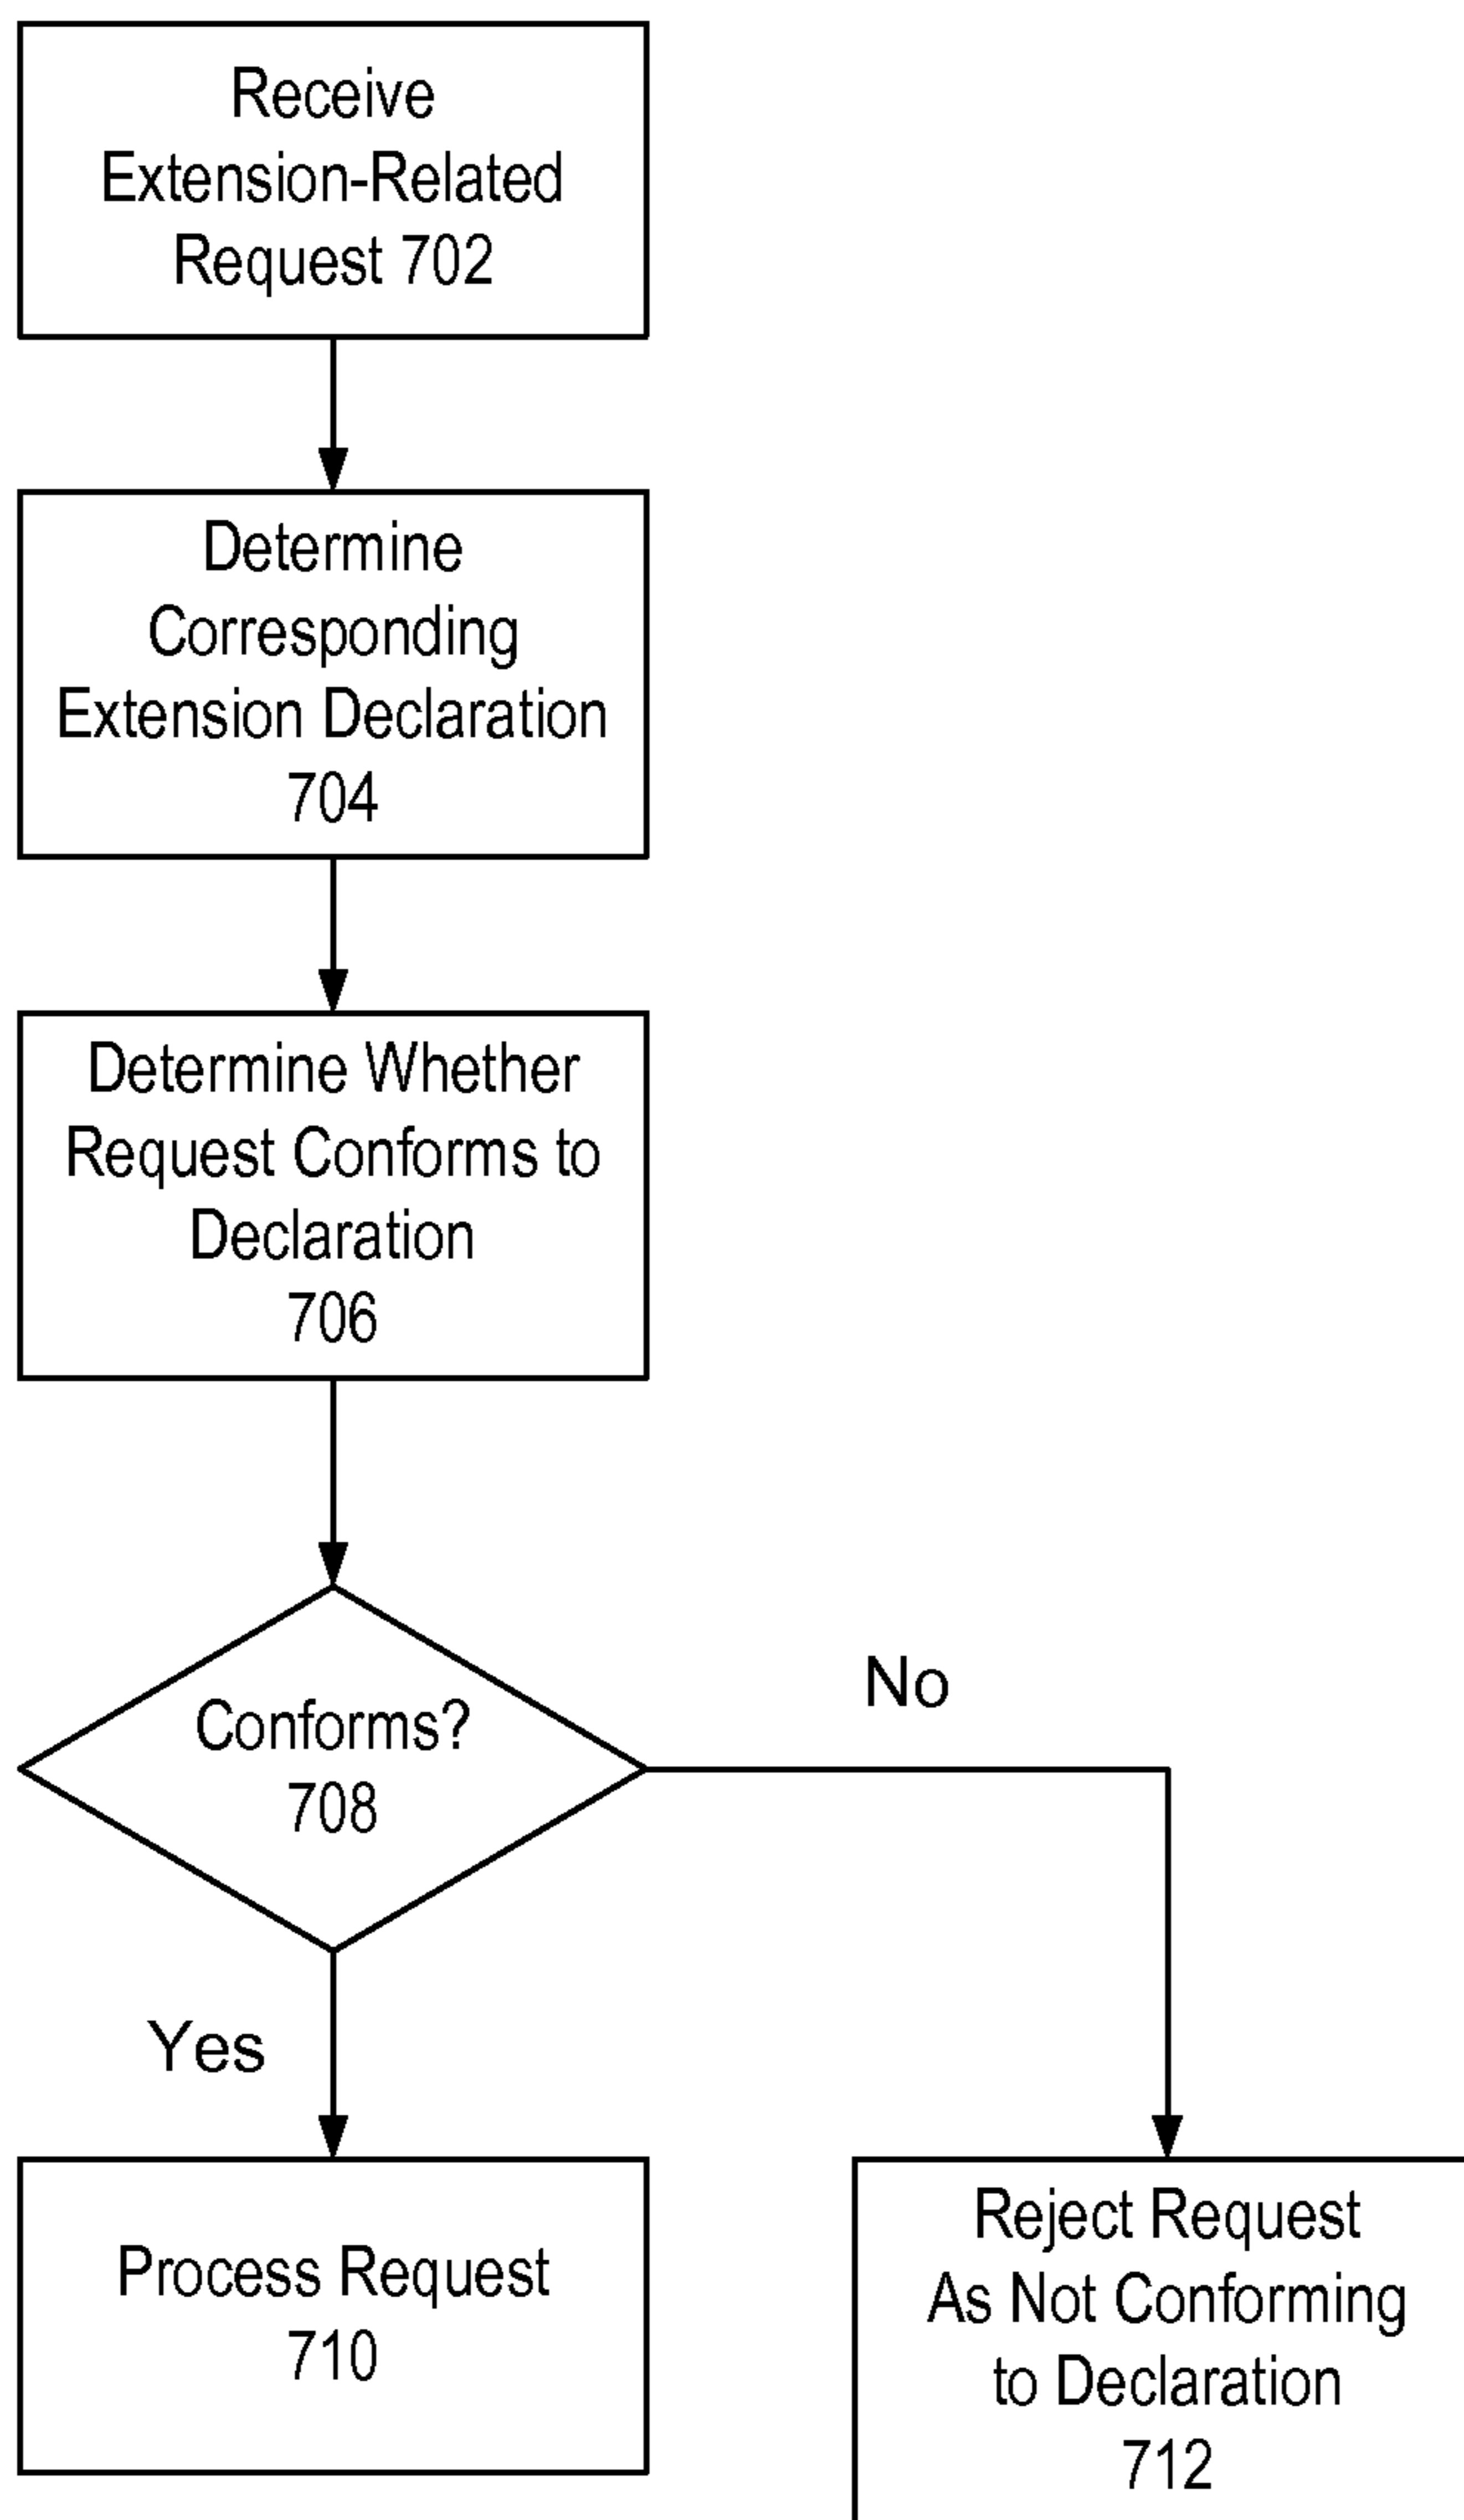 Receive
Extension-Related
Request 702
Determine
Corresponding
Extension Declaration
704
Determine Whether
Request Conforms to
Declaration
706
Conforms?
708
No
Yes
Process Request
710
Reject Request
As Not Conforming
to Declaration
712